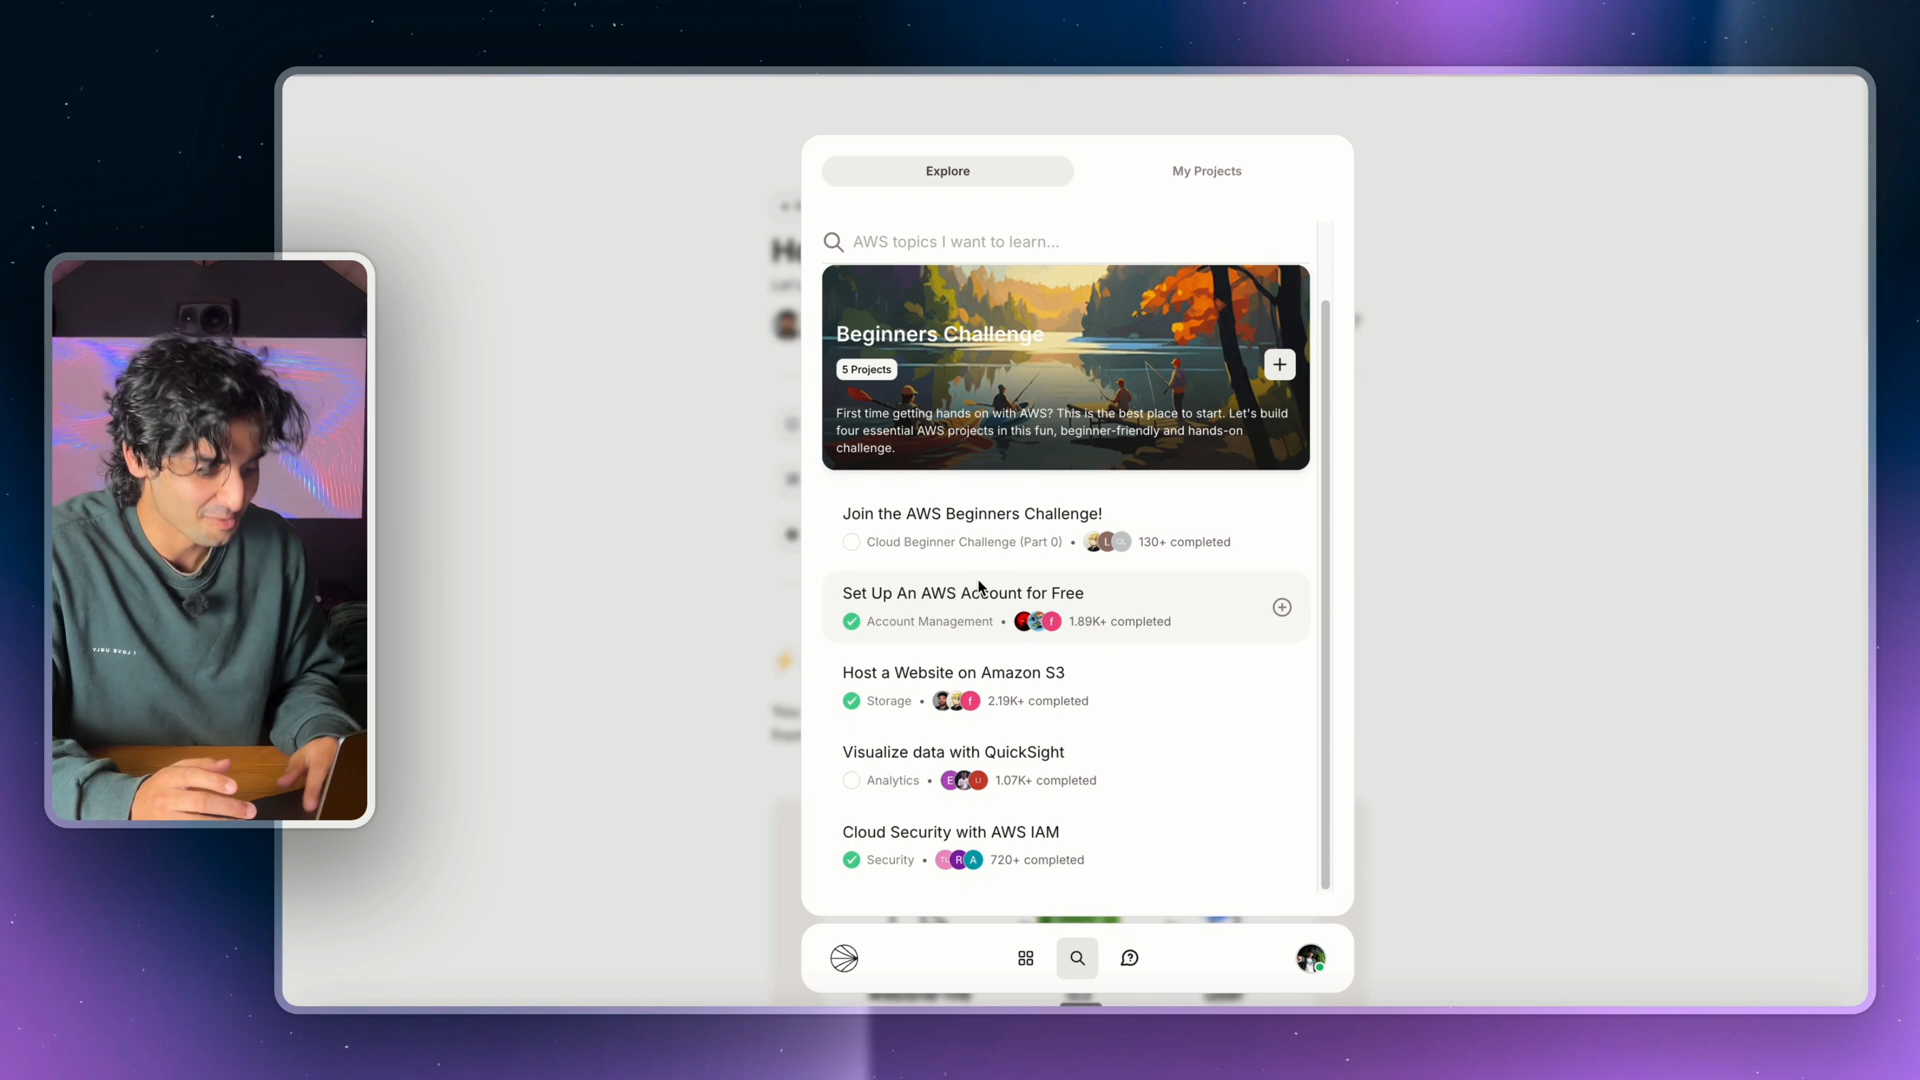 Explore
My Projects
AWS topics I want to learn...
Beginners Challenge
5 Projects
First time getting hands on with AWS? This is the best place to start. Let's build
four essential AWS projects in this fun, beginner-friendly and hands-on
challenge.
Join the AWS Beginners Challenge!
Cloud Beginner Challenge (Part 0) • 130+ completed
Set Up An AWS Account for Free
Account Management • f 1.89K+ completed
Host a Website on Amazon S3
Storage • f 2.19K+ completed
Visualize data with QuickSight
Analytics • E LI 1.07K+ completed
Cloud Security with AWS IAM
Security • TL R A 720+ completed